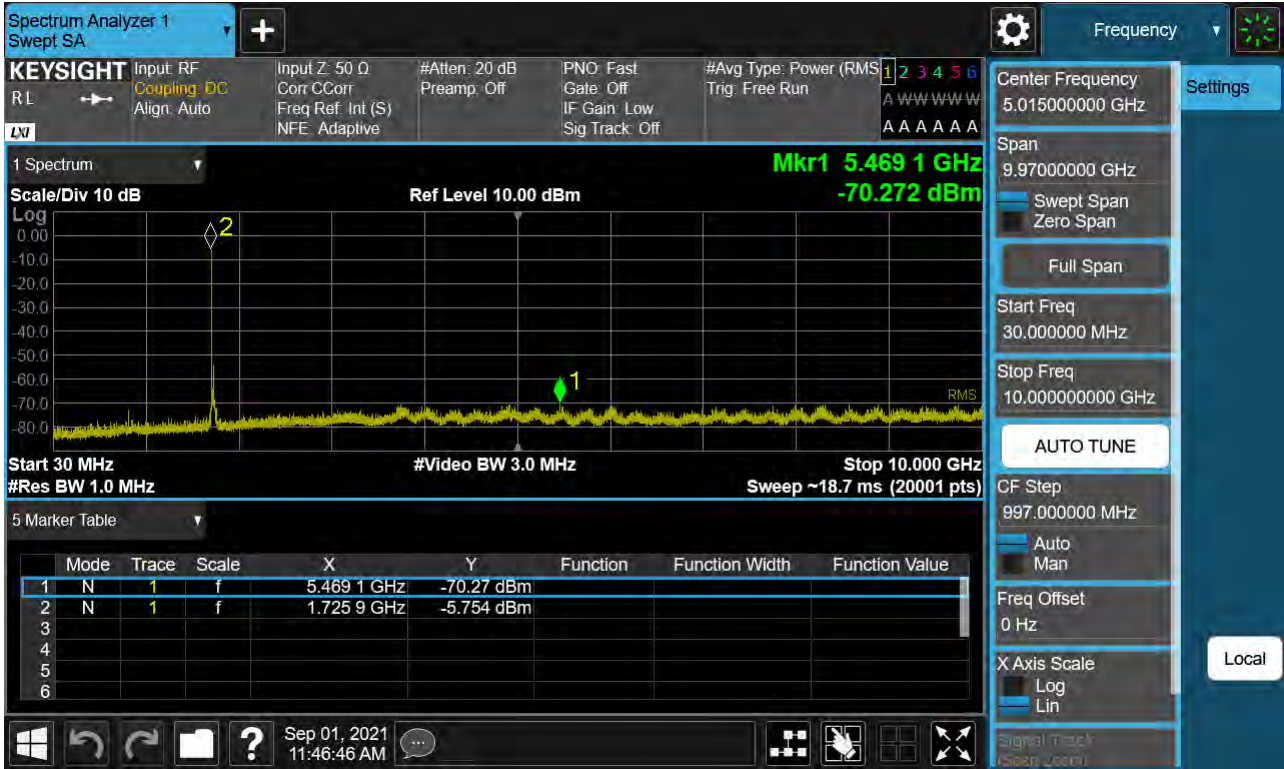 Spectrum Analyzer 1
Swept SA
+
Frequency
KEYSIGHT
RL
LXI
Input: RF
Coupling: DC
Align: Auto
Input Z: 50 Ω
Corr CCorr
Freq Ref: Int (S)
NFE: Adaptive
#Atten: 20 dB
Preamp: Off
PNO: Fast
Gate: Off
IF Gain: Low
Sig Track: Off
#Avg Type: Power (RMS
Trig: Free Run
1 2 3 4 5 6
A W W W W W
A A A A A A
Center Frequency
5.015000000 GHz
Settings
1 Spectrum
Mkr1 5.469 1 GHz
Scale/Div 10 dB
Ref Level 10.00 dBm
-70.272 dBm
Span
9.97000000 GHz
Swept Span
Zero Span
Full Span
Start Freq
30.000000 MHz
Stop Freq
10.000000000 GHz
AUTO TUNE
CF Step
997.000000 MHz
Auto
Man
Freq Offset
0 Hz
X Axis Scale
Log
Lin
Signal Track
(Span Zoom)
Local
Log
0.00
-10.0
-20.0
-30.0
-40.0
-50.0
-60.0
-70.0
-80.0
2
1
RMS
Start 30 MHz
#Video BW 3.0 MHz
Stop 10.000 GHz
#Res BW 1.0 MHz
Sweep ~18.7 ms (20001 pts)
5 Marker Table
Mode Trace Scale X Y Function Function Width Function Value
1 N 1 f 5.469 1 GHz -70.27 dBm
2 N 1 f 1.725 9 GHz -5.754 dBm
3
4
5
6
?
Sep 01, 2021
11:46:46 AM